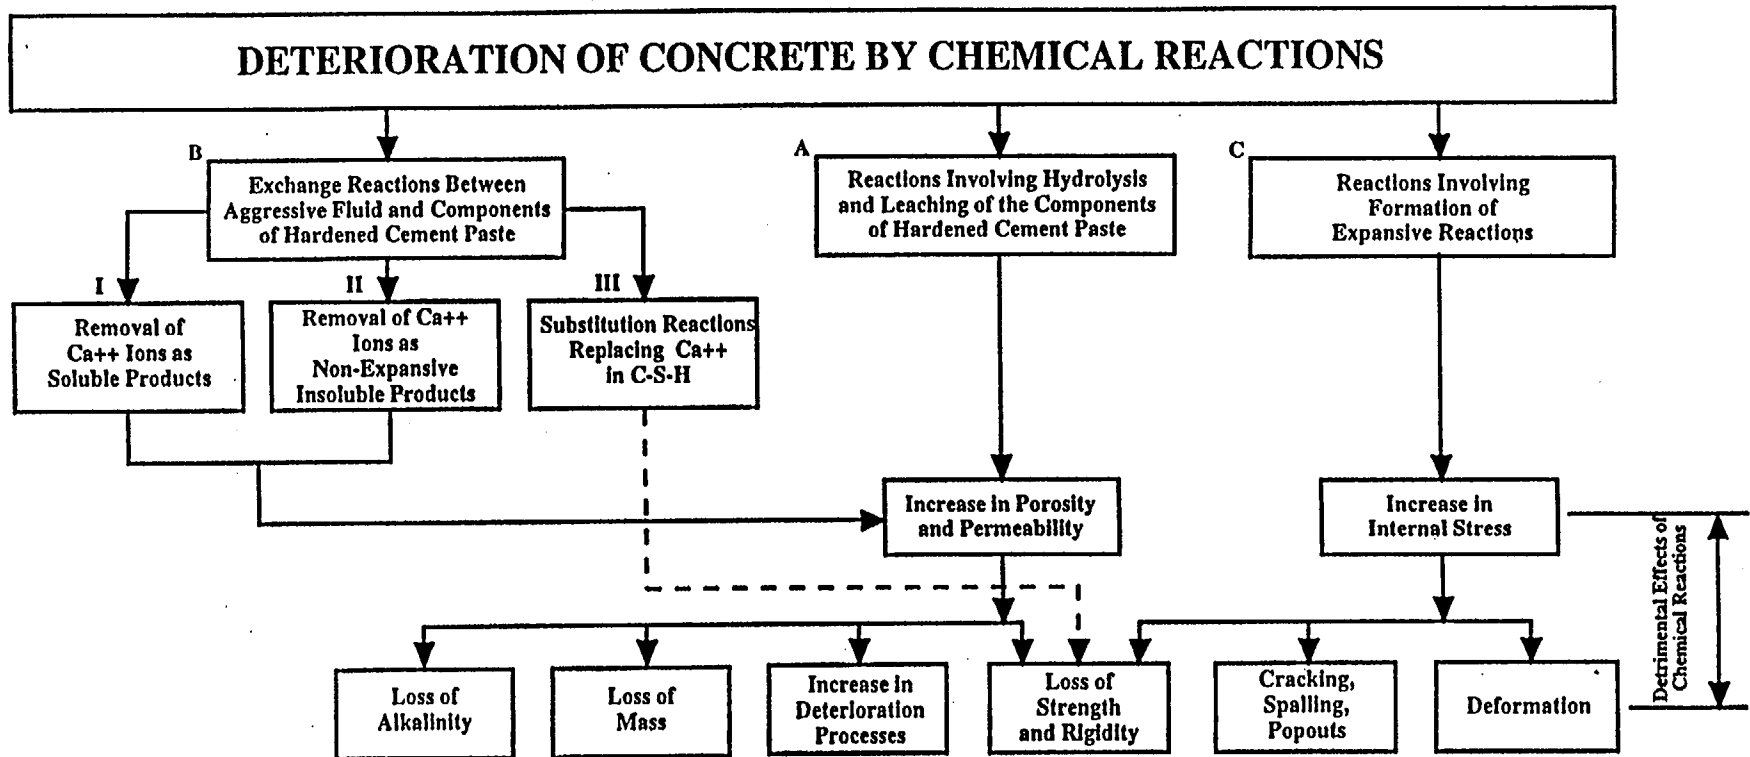 DETERIORATION OF CONCRETE BY CHEMICAL REACTIONS
B
Exchange Reactions Between
Aggressive Fluid and Components
of Hardened Cement Paste
A
Reactions Involving Hydrolysis
and Leaching of the Components
of Hardened Cement Paste
C
Reactions Involving
Formation of
Expansive Reactions
I
Removal of
Ca++ Ions as
Soluble Products
II
Removal of Ca++
Ions as
Non-Expansive
Insoluble Products
III
Substitution Reactions
Replacing Ca++
in C-S-H
Increase in Porosity
and Permeability
Increase in
Internal Stress
Detrimental Effects of
Chemical Reactions
Loss of
Alkalinity
Loss of
Mass
Increase in
Deterioration
Processes
Loss of
Strength
and Rigidity
Cracking,
Spalling,
Popouts
Deformation